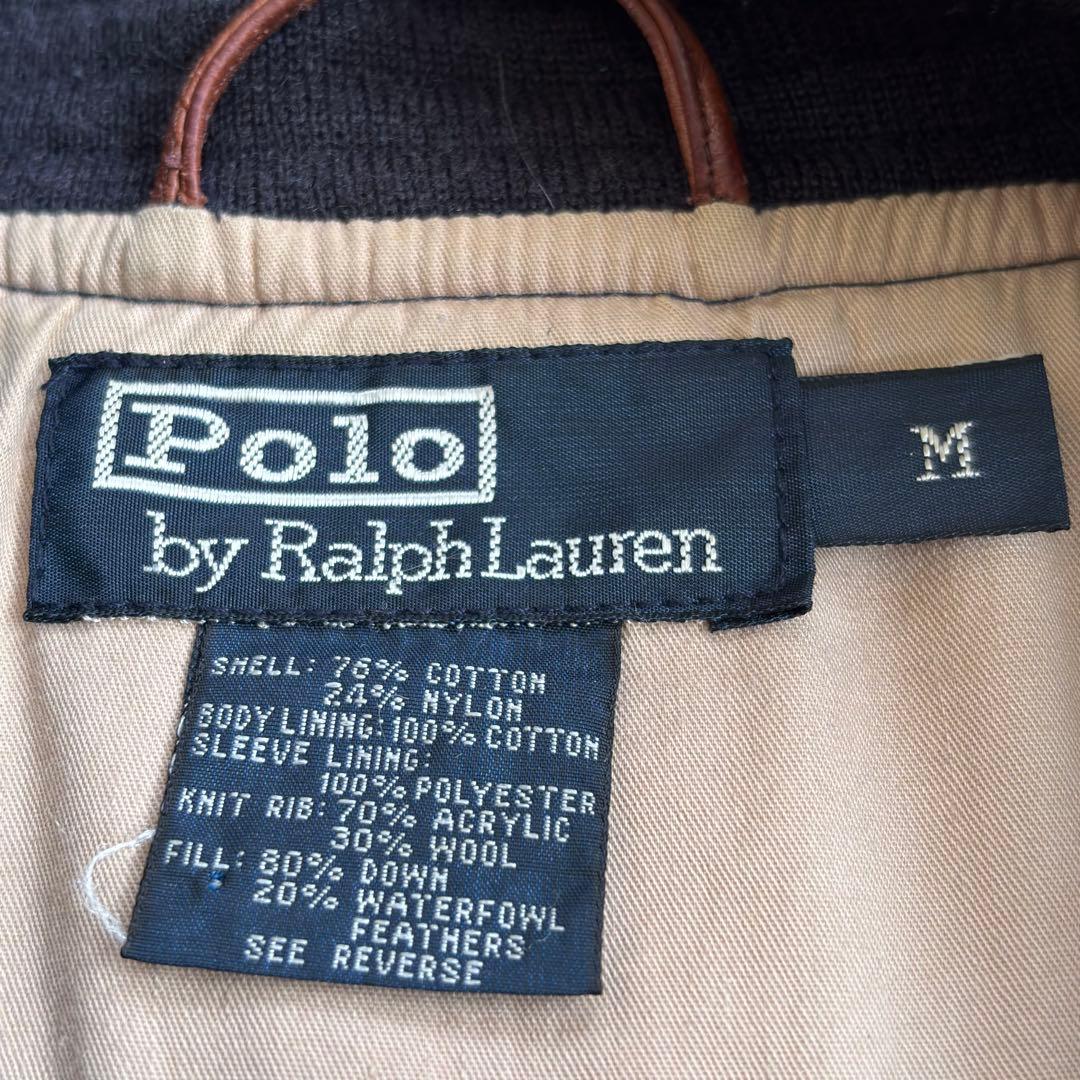 Polo
by Ralph Lauren
M
SHELL: 76% COTTON
24% NYLON
BODY LINING: 100% COTTON
SLEEVE LINING:
100% POLYESTER
KNIT RIB: 70% ACRYLIC
30% WOOL
FILL: 80% DOWN
20% WATERFOWL
FEATHERS
SEE REVERSE